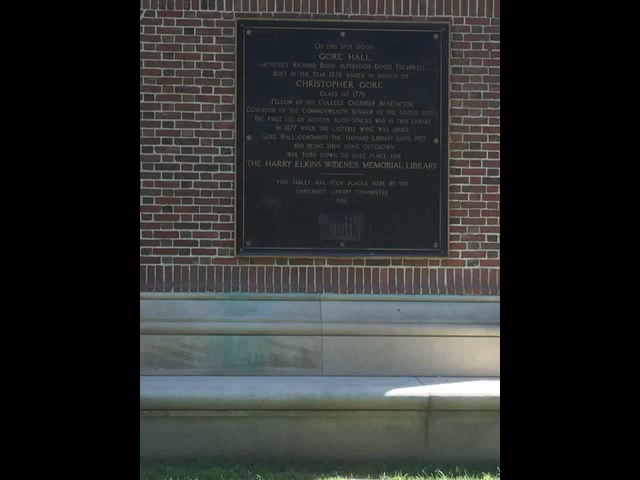 ON THIS SPOT STOOD
GORE HALL
ARCHITECT RICHARD BOND SUPERVISOR DANIEL TREADWELL
BUILT IN THE YEAR 1838 NAMED IN HONOR OF
CHRISTOPHER GORE
CLASS OF 1776
FELLOW OF THE COLLEGE OVERSEER BENEFACTOR
GOVERNOR OF THE COMMONWEALTH SENATOR OF THE UNITED STATES
THE FIRST USE OF MODERN BOOK-STACKS WAS IN THIS LIBRARY
IN 1877 WHEN THE EASTERLY WING WAS ADDED
GORE HALL CONTAINED THE HARVARD LIBRARY UNTIL 1913
AND BEING THEN LONG OUTGROWN
WAS TORN DOWN TO MAKE PLACE FOR
THE HARRY ELKINS WIDENER MEMORIAL LIBRARY
THIS TABLET HAS BEEN PLACED HERE BY THE
UNIVERSITY LIBRARY COMMITTEE
1916